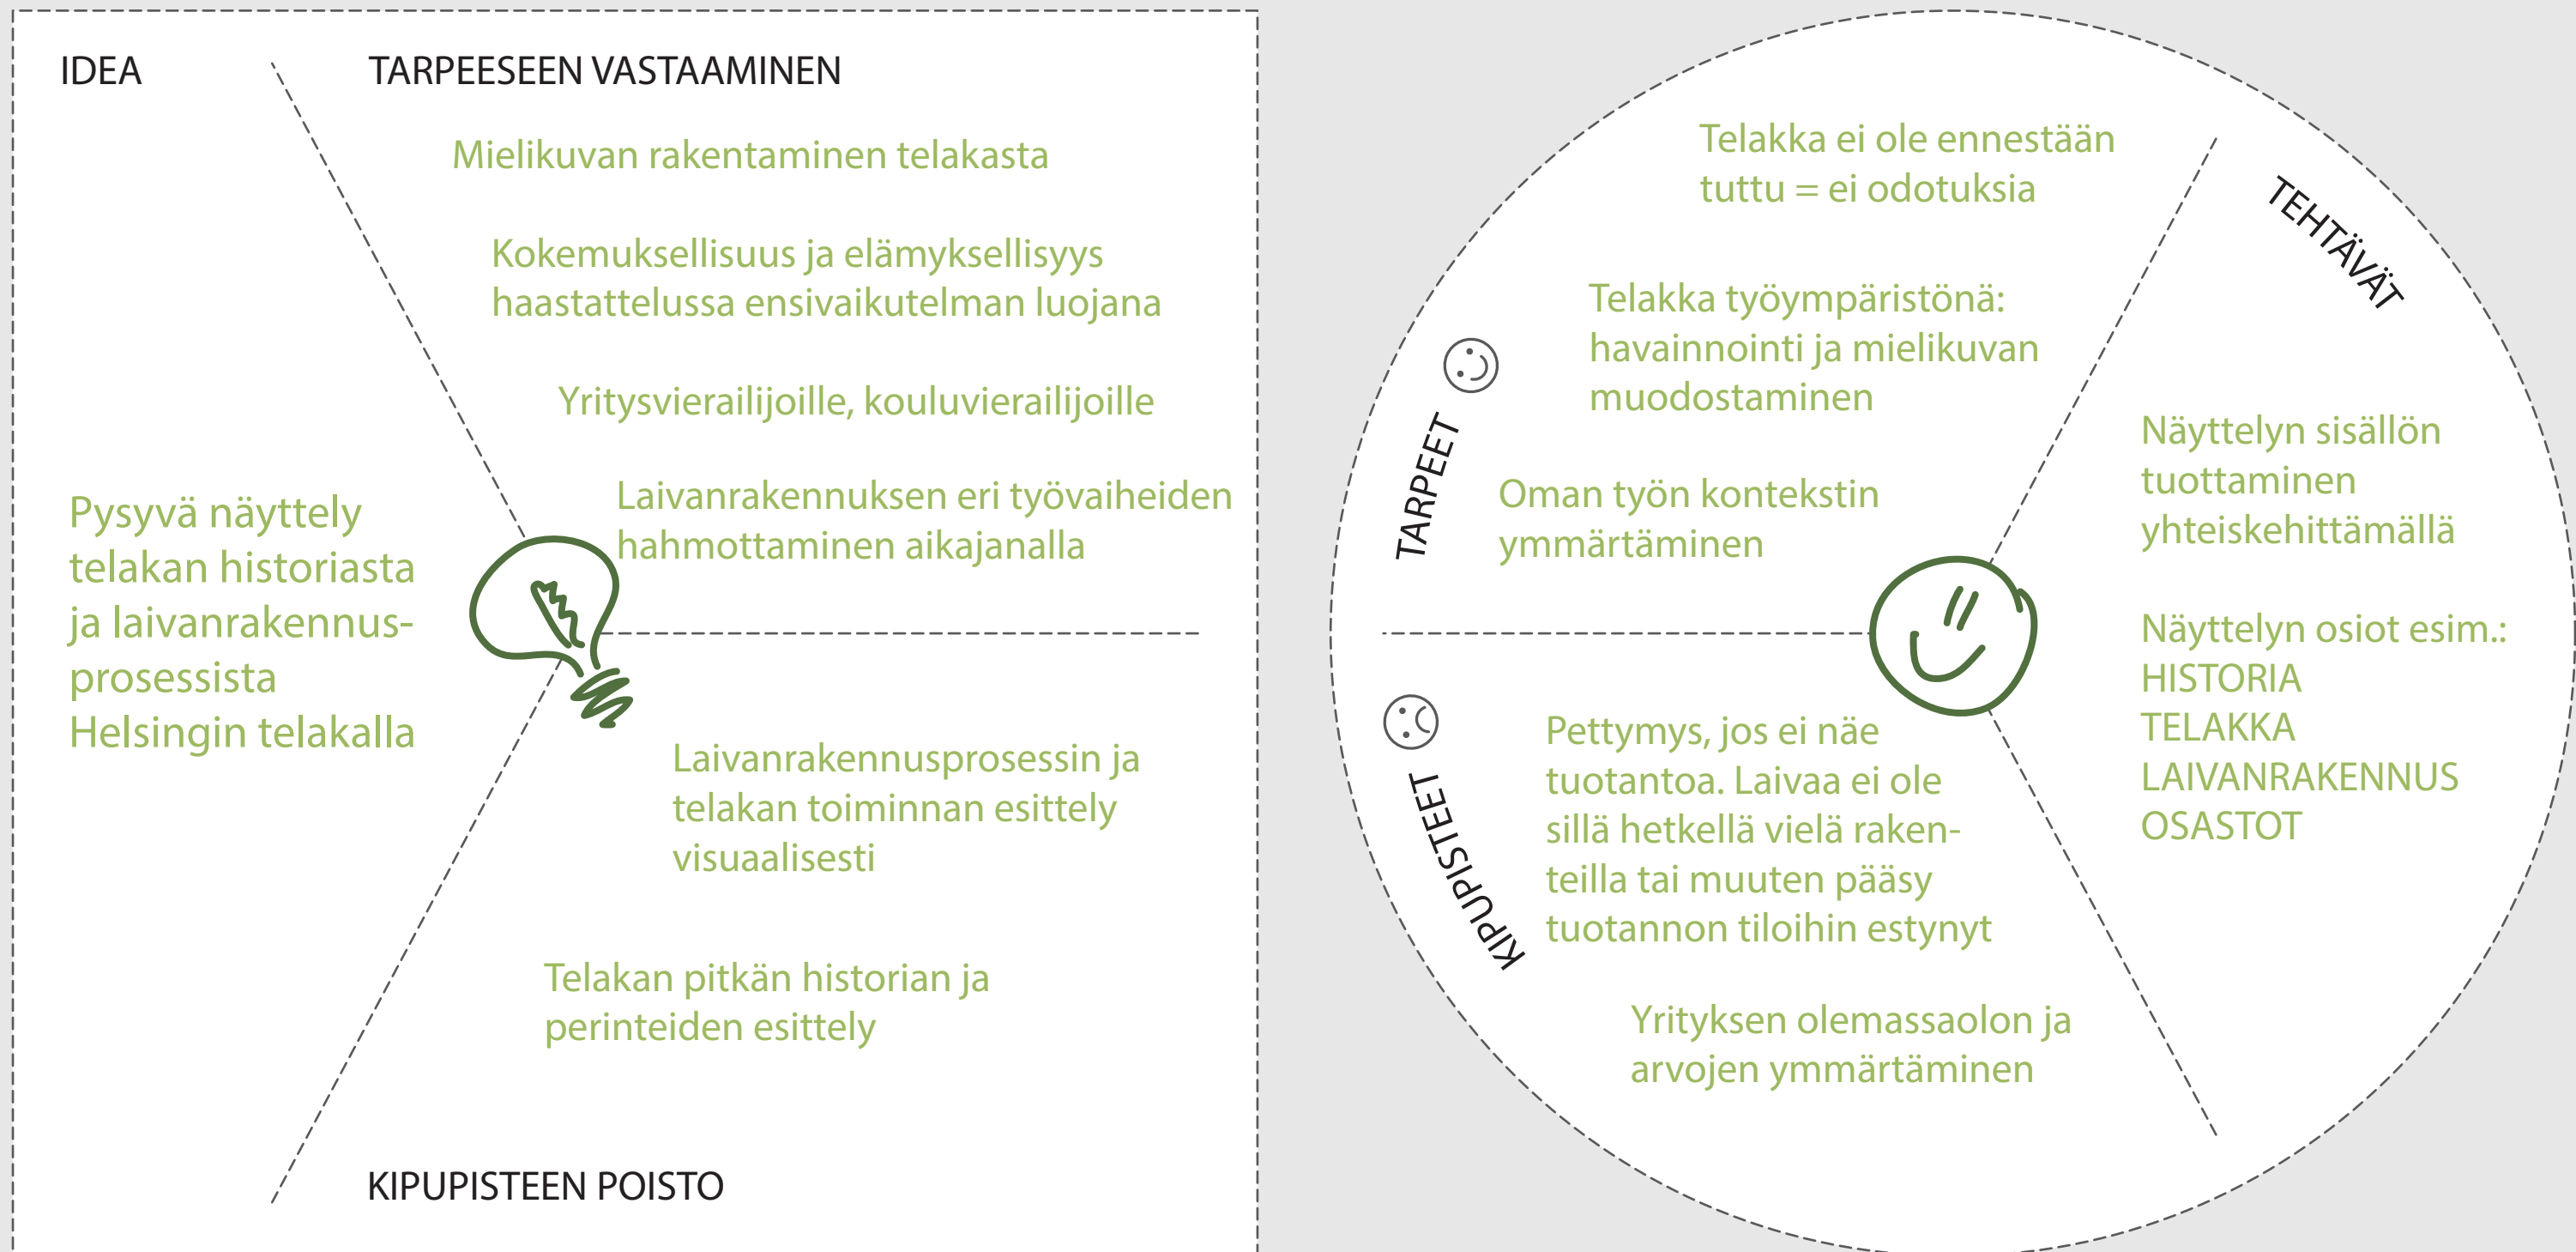 IDEA
TARPEESEEN VASTAAMINEN
Mielikuvan rakentaminen telakasta
Kokemuksellisuus ja elämyksellisyys
haastattelussa ensivaikutelman luojana
Yritysvierailijoille, kouluvierailijoille
Laivanrakennuksen eri työvaiheiden
hahmottaminen aikajanalla
Pysyvä näyttely
telakan historiasta
ja laivanrakennus-
prosessista
Helsingin telakalla
Laivanrakennusprosessin ja
telakan toiminnan esittely
visuaalisesti
Telakan pitkän historian ja
perinteiden esittely
KIPUPISTEEN POISTO
TARPEET
Telakka ei ole ennestään
tuttu = ei odotuksia
Telakka työympäristönä:
havainnointi ja mielikuvan
muodostaminen
Oman työn kontekstin
ymmärtäminen
TEHTÄVÄT
Näyttelyn sisällön
tuottaminen
yhteiskehittämällä
Näyttelyn osiot esim.:
HISTORIA
TELAKKA
LAIVANRAKENNUS
OSASTOT
KIPUPISTEET
Pettymys, jos ei näe
tuotantoa. Laivaa ei ole
sillä hetkellä vielä raken-
teilla tai muuten pääsy
tuotannon tiloihin estynyt
Yrityksen olemassaolon ja
arvojen ymmärtäminen